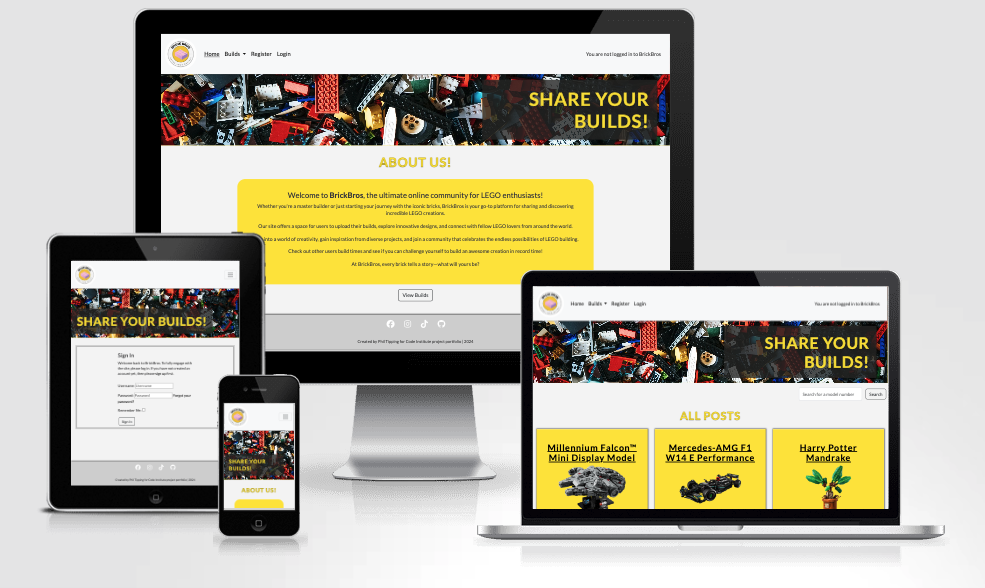 Home Builds Register Login
You are not logged in to BrickBros
SHARE YOUR
BUILDS!
ABOUT US!
Welcome to BrickBros, the ultimate online community for LEGO enthusiasts!
Whether you're a master builder or just starting your journey with the iconic bricks, BrickBros is your go-to platform for sharing and discovering
incredible LEGO creations.
Our site offers a space for users to upload their builds, explore innovative designs, and connect with fellow LEGO lovers from around the world.
into a world of creativity, gain inspiration from diverse projects, and join a community that celebrates the endless possibilities of LEGO building.
Check out other users build times and see if you can challenge yourself to build an awesome creation in record time!
At BrickBros, every brick tells a story—what will yours be?
View Builds
Created by PhilTipping for Code Institute project portfolio | 2024
SHARE YOUR BUILDS!
Sign In
Welcome back to BrickBros. To fully engage with
the site, please log in. If you have not created an
account yet, then please sign up first.
Username: Username
Password: Password Forgot your
password?
Remember Me:
Sign In
Created by PhilTipping for Code Institute project portfolio | 2024
SHARE YOUR
BUILDS!
ABOUT US!
Home Builds Register Login
You are not logged in to BrickBros
SHARE YOUR
BUILDS!
Search for a model number
Search
ALL POSTS
Millennium Falcon™
Mini Display Model
Mercedes-AMG F1
W14 E Performance
Harry Potter
Mandrake